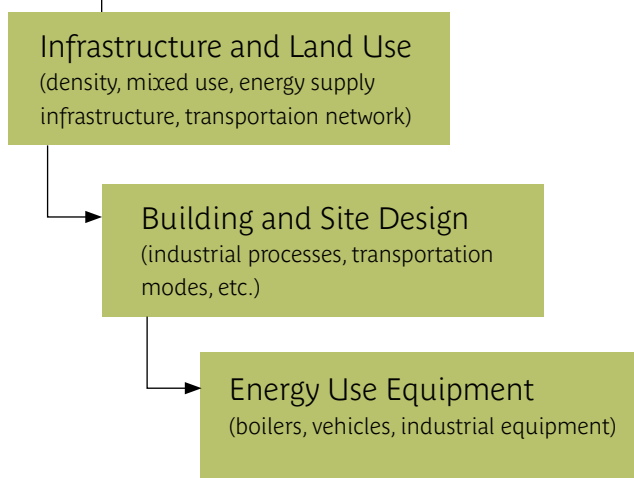 Infrastructure and Land Use
(density, mixed use, energy supply
infrastructure, transportaion network)
Building and Site Design
(industrial processes, transportation
modes, etc.)
Energy Use Equipment
(boilers, vehicles, industrial equipment)